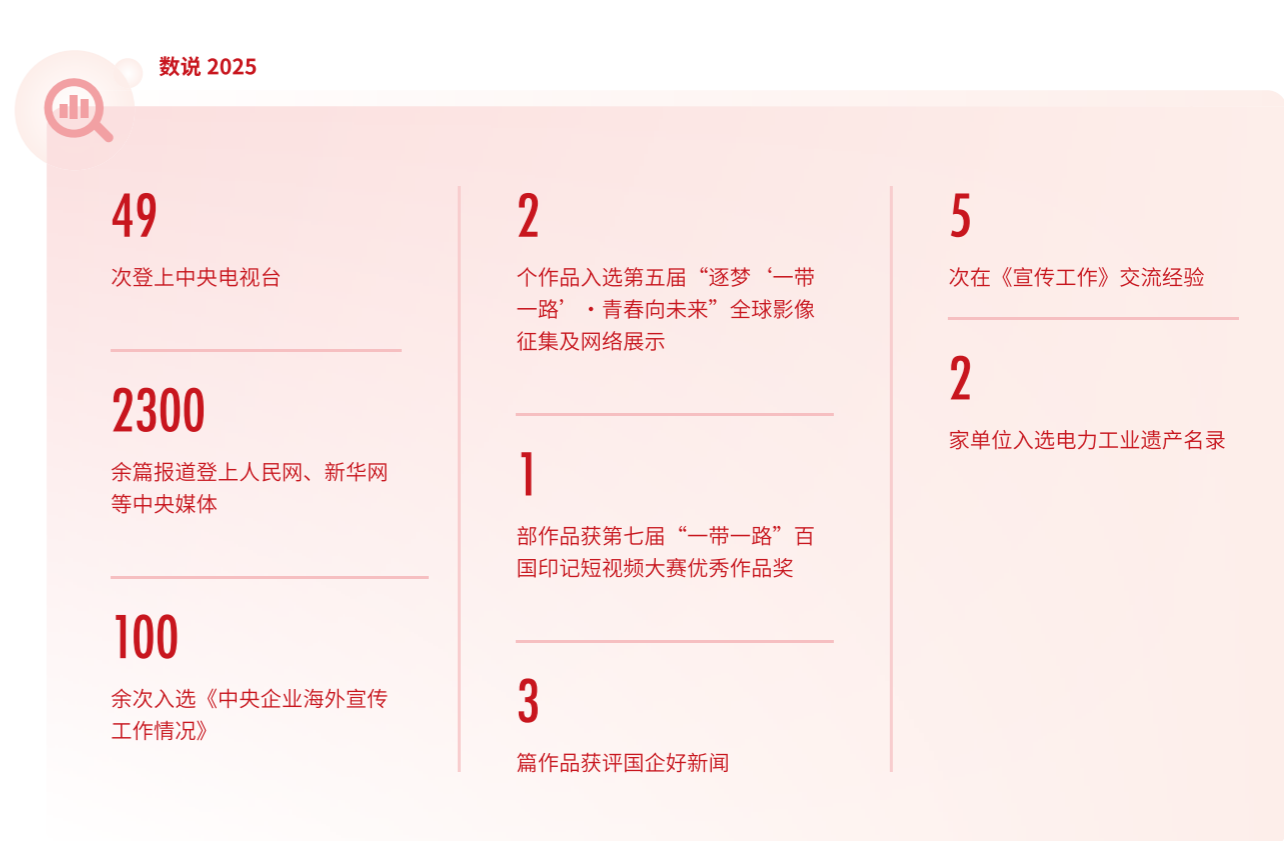 数说 2025
49
次登上中央电视台
2300
余篇报道登上人民网、新华网
等中央媒体
100
余次入选《中央企业海外宣传
工作情况》
2
个作品入选第五届“逐梦‘一带
一路’·青春向未来”全球影像
征集及网络展示
1
部作品获第七届“一带一路”百
国印记短视频大赛优秀作品奖
3
篇作品获评国企好新闻
5
次在《宣传工作》交流经验
2
家单位入选电力工业遗产名录